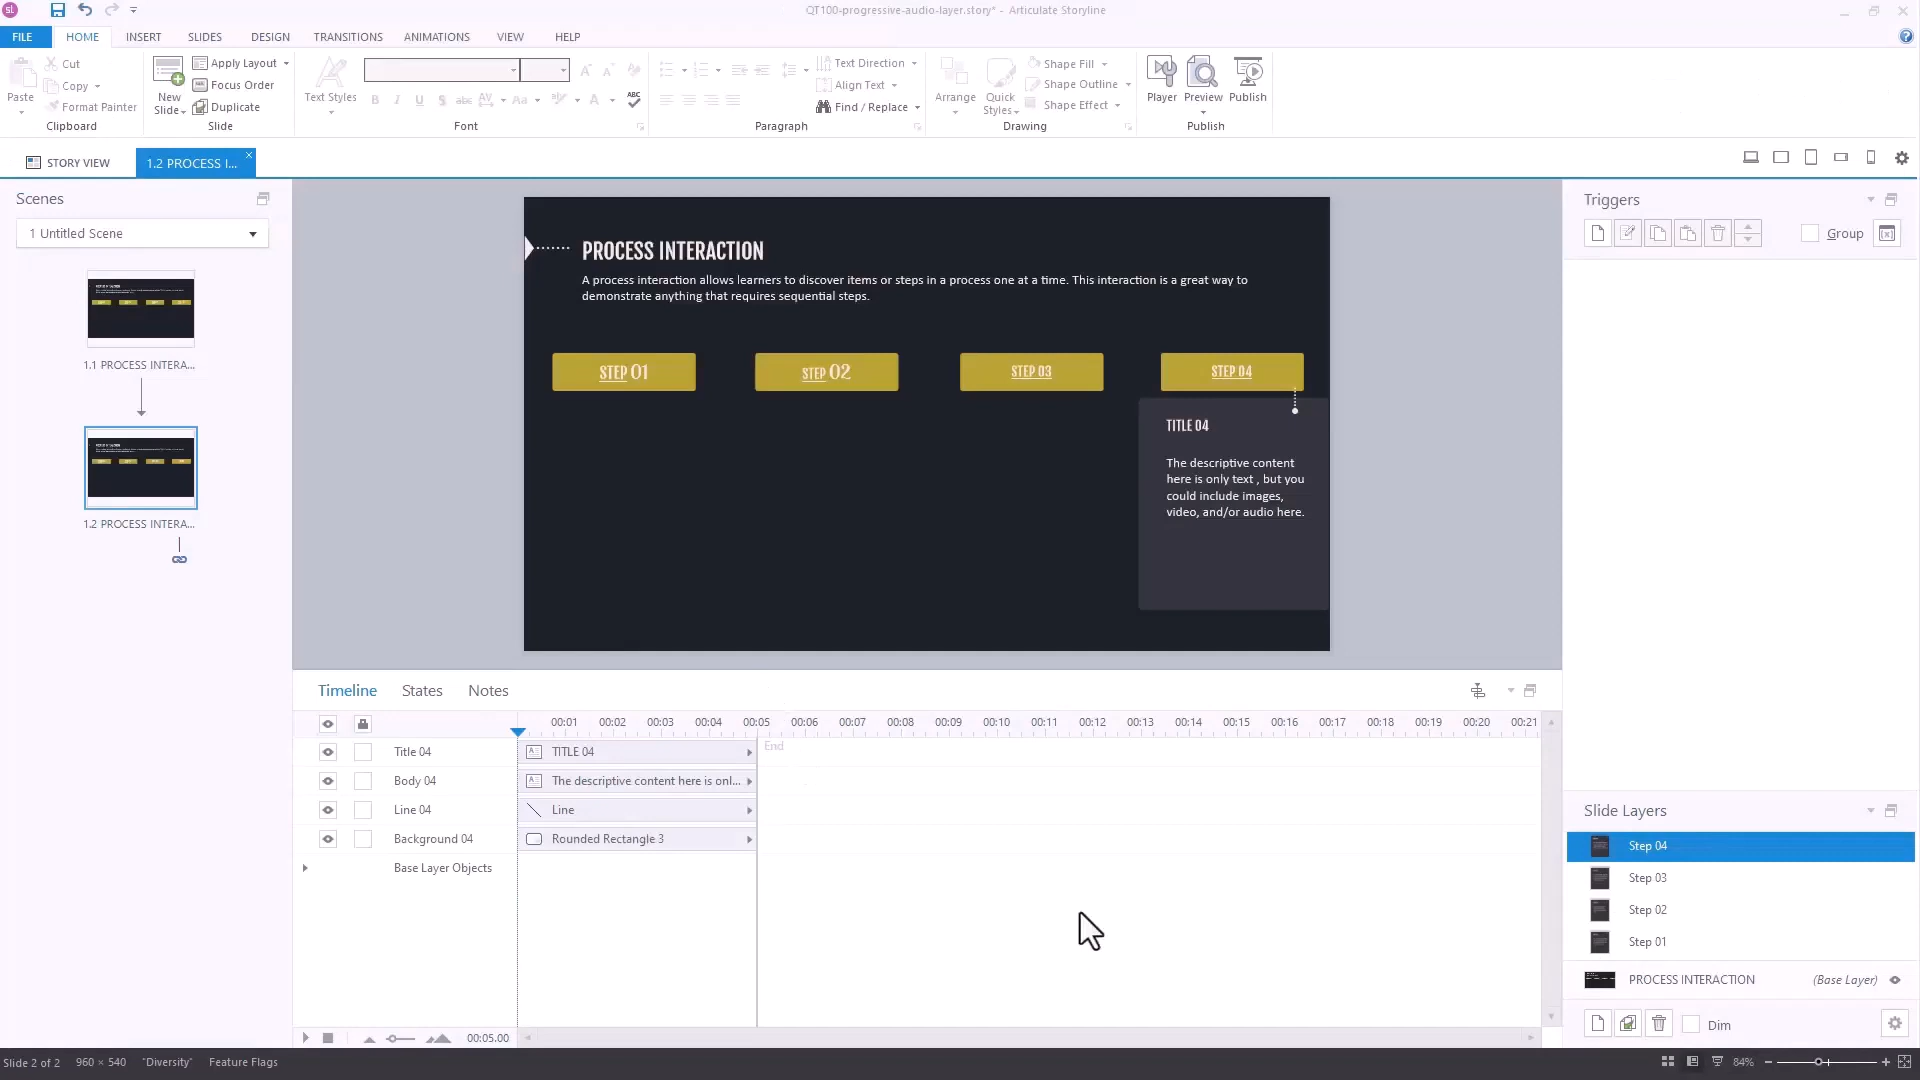 QT100-progressive-audio-layer.story* - Articulate Storyline
FILE HOME INSERT SLIDES DESIGN TRANSITIONS ANIMATIONS VIEW HELP
Paste
Cut
Copy
Format Painter
Clipboard
New Slide
Apply Layout
Focus Order
Duplicate
Slide
Text Styles
B I U S abc AV Aa A ABC
Font
Text Direction
Align Text
Find / Replace
Paragraph
Arrange
Quick Styles
Shape Fill
Shape Outline
Shape Effect
Drawing
Player Preview Publish
Publish
STORY VIEW
1.2 PROCESS I...
Scenes
1 Untitled Scene
1.1 PROCESS INTERA...
1.2 PROCESS INTERA...
PROCESS INTERACTION
A process interaction allows learners to discover items or steps in a process one at a time. This interaction is a great way to
demonstrate anything that requires sequential steps.
STEP 01 STEP 02 STEP 03 STEP 04
TITLE 04
The descriptive content
here is only text , but you
could include images,
video, and/or audio here.
Triggers
Group
Timeline States Notes
00:01 00:02 00:03 00:04 00:05 00:06 00:07 00:08 00:09 00:10 00:11 00:12 00:13 00:14 00:15 00:16 00:17 00:18 00:19 00:20 00:21
Title 04 TITLE 04 End
Body 04 The descriptive content here is onl...
Line 04 Line
Background 04 Rounded Rectangle 3
Base Layer Objects
00:05.00
Slide Layers
Step 04
Step 03
Step 02
Step 01
PROCESS INTERACTION (Base Layer)
Dim
Slide 2 of 2 960 × 540 "Diversity" Feature Flags 84%